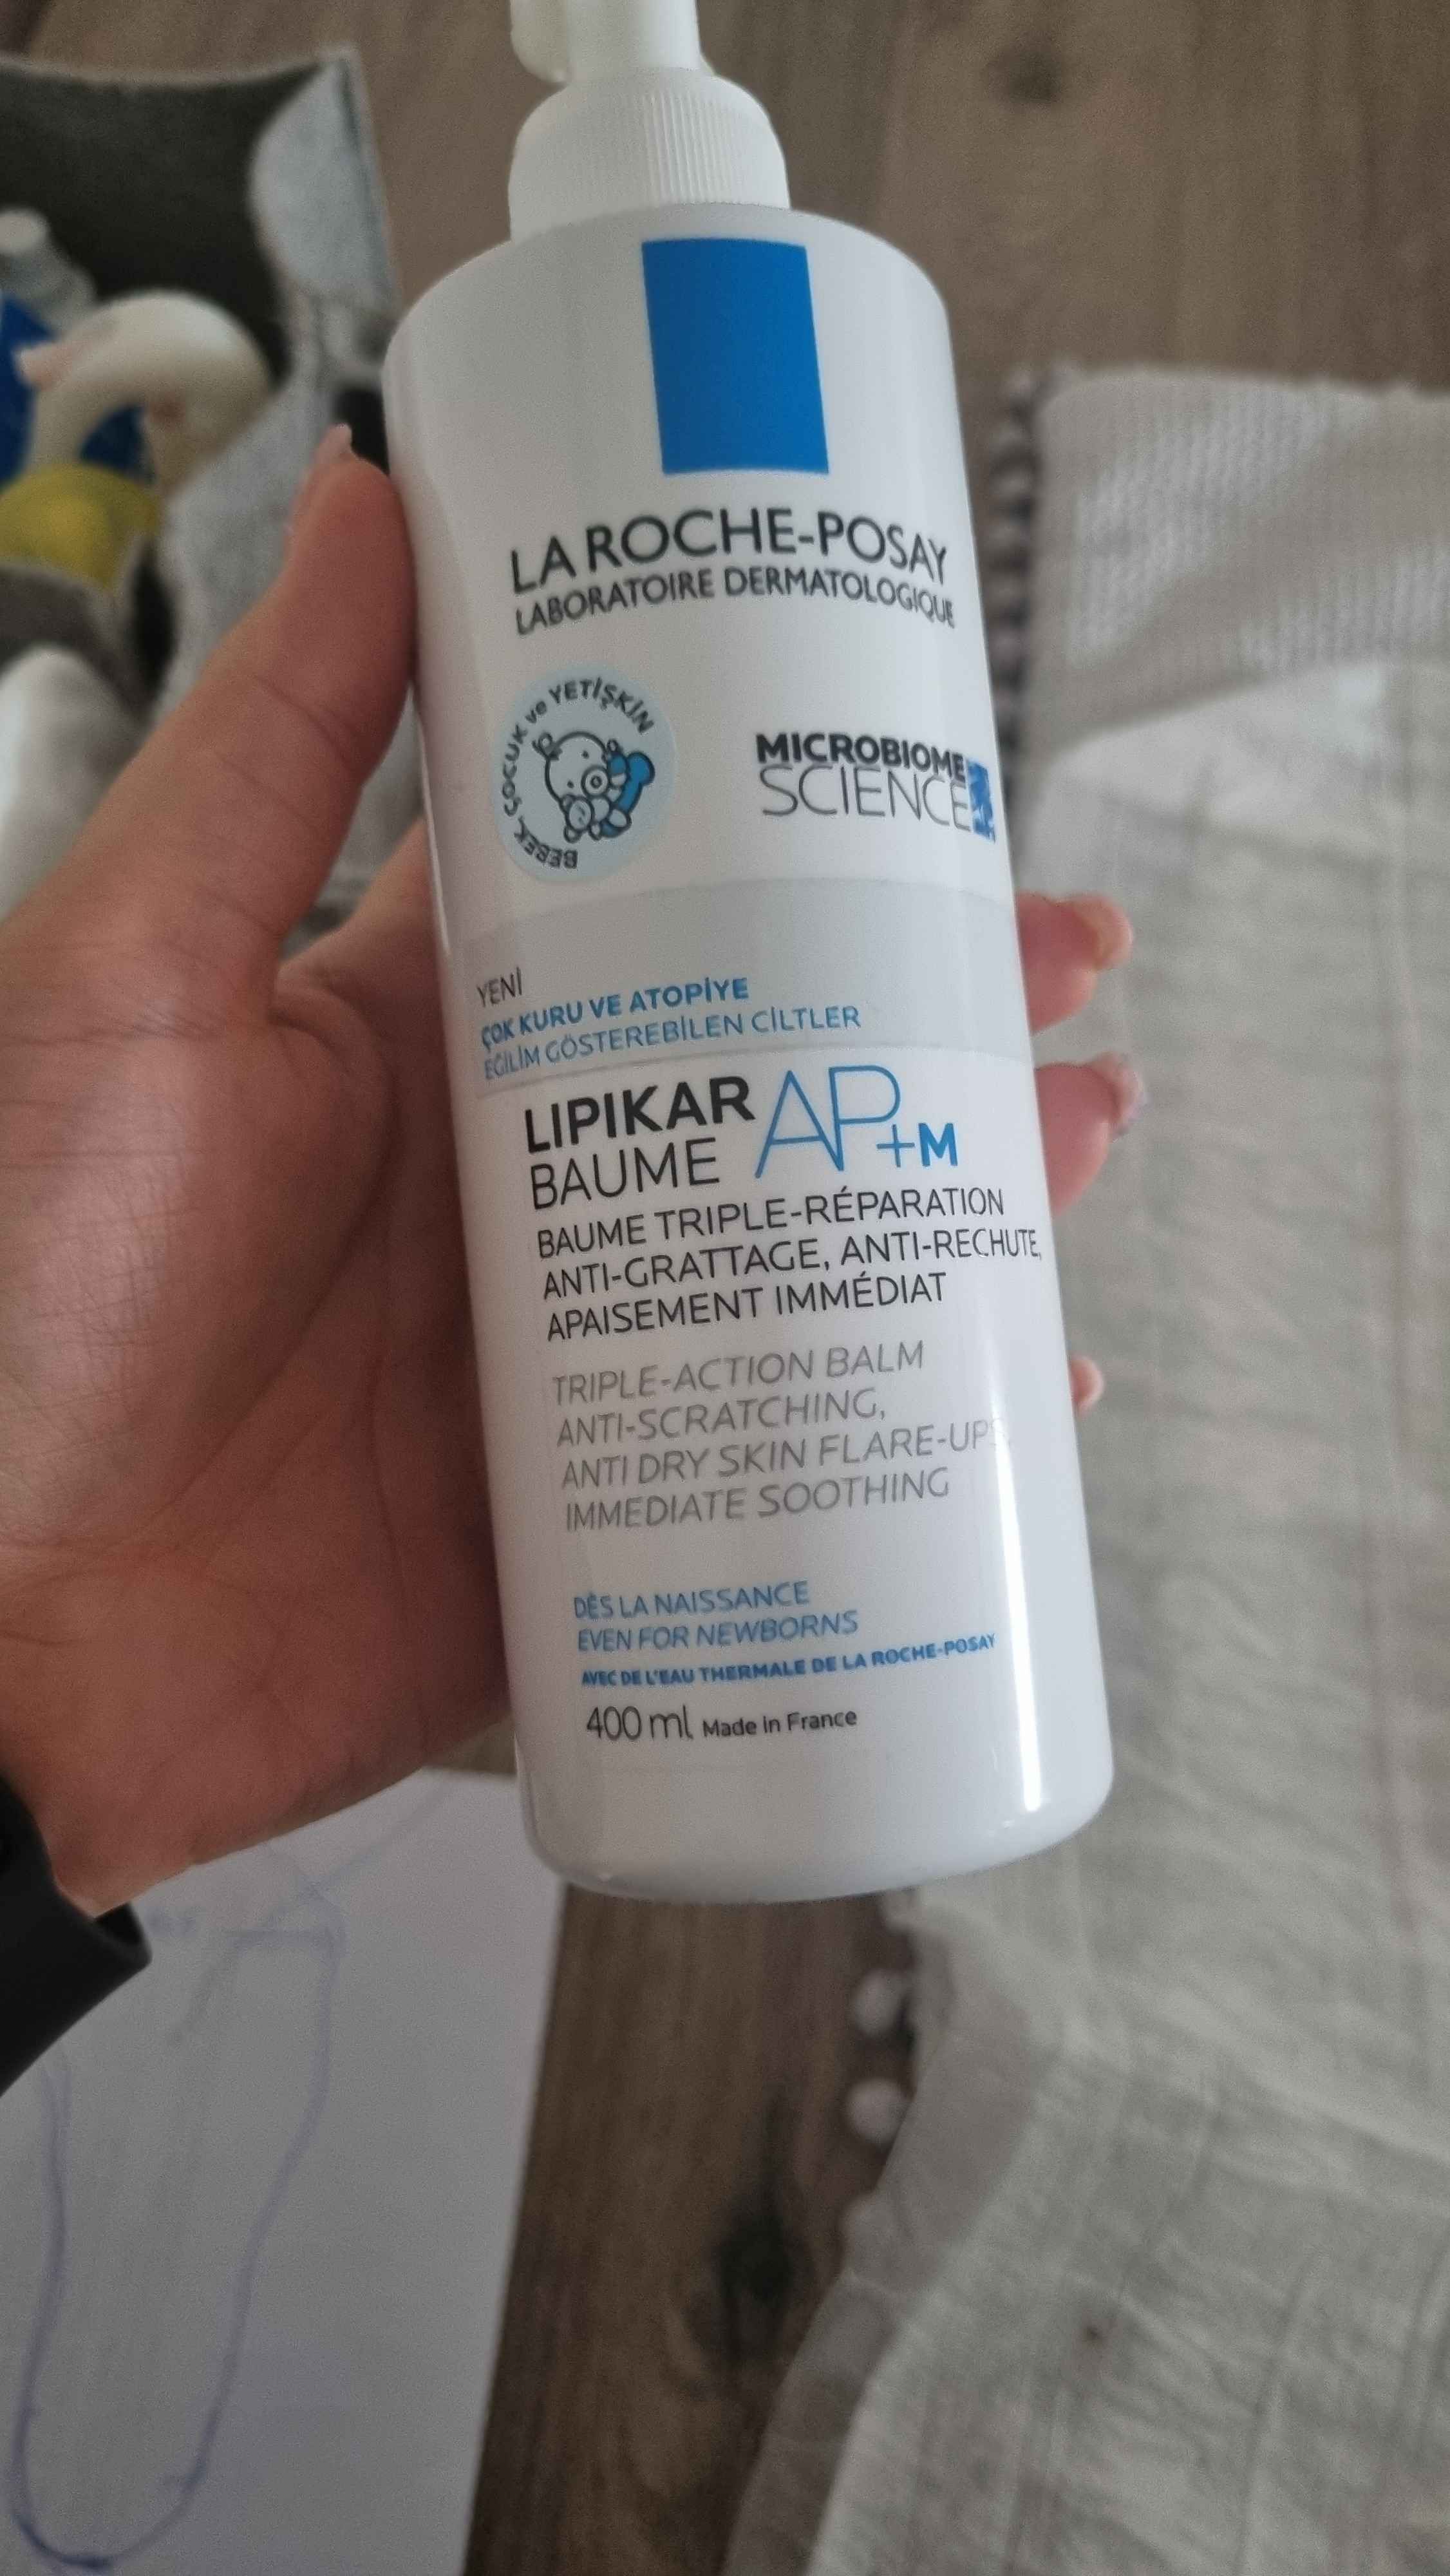 LA ROCHE-POSAY
LABORATOIRE DERMATOLOGIQUE
BEBEK, ÇOCUK ve YETİŞKİN
MICROBIOME
SCIENCE
YENİ
ÇOK KURU VE ATOPİYE
EĞİLİM GÖSTEREBİLEN CİLTLER
LIPIKAR
BAUME AP+M
BAUME TRIPLE-RÉPARATION
ANTI-GRATTAGE, ANTI-RECHUTE,
APAISEMENT IMMÉDIAT
TRIPLE-ACTION BALM
ANTI-SCRATCHING,
ANTI DRY SKIN FLARE-UPS
IMMEDIATE SOOTHING
DÈS LA NAISSANCE
EVEN FOR NEWBORNS
AVEC DE L'EAU THERMALE DE LA ROCHE-POSAY
400 ml Made in France